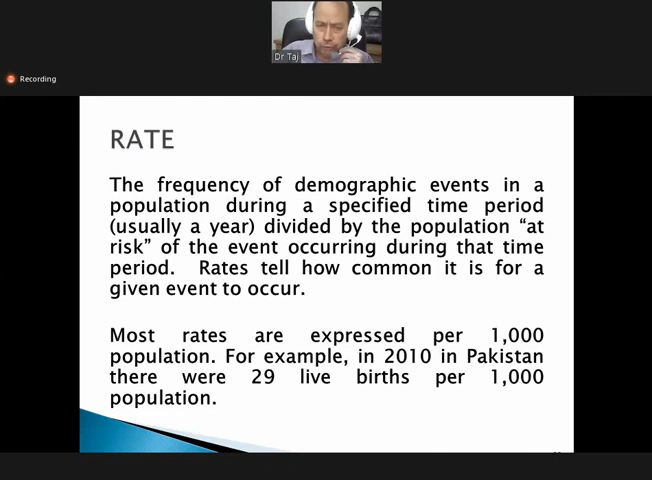 Dr Taj
Recording
RATE
The frequency of demographic events in a
population during a specified time period
(usually a year) divided by the population “at
risk” of the event occurring during that time
period. Rates tell how common it is for a
given event to occur.
Most rates are expressed per 1,000
population. For example, in 2010 in Pakistan
there were 29 live births per 1,000
population.